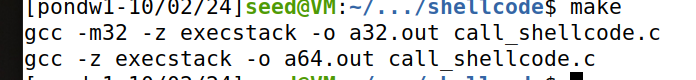 [pondw1-10/02/24]seed@VM:~/.../shellcode$ make
gcc -m32 -z execstack -o a32.out call_shellcode.c
gcc -z execstack -o a64.out call_shellcode.c